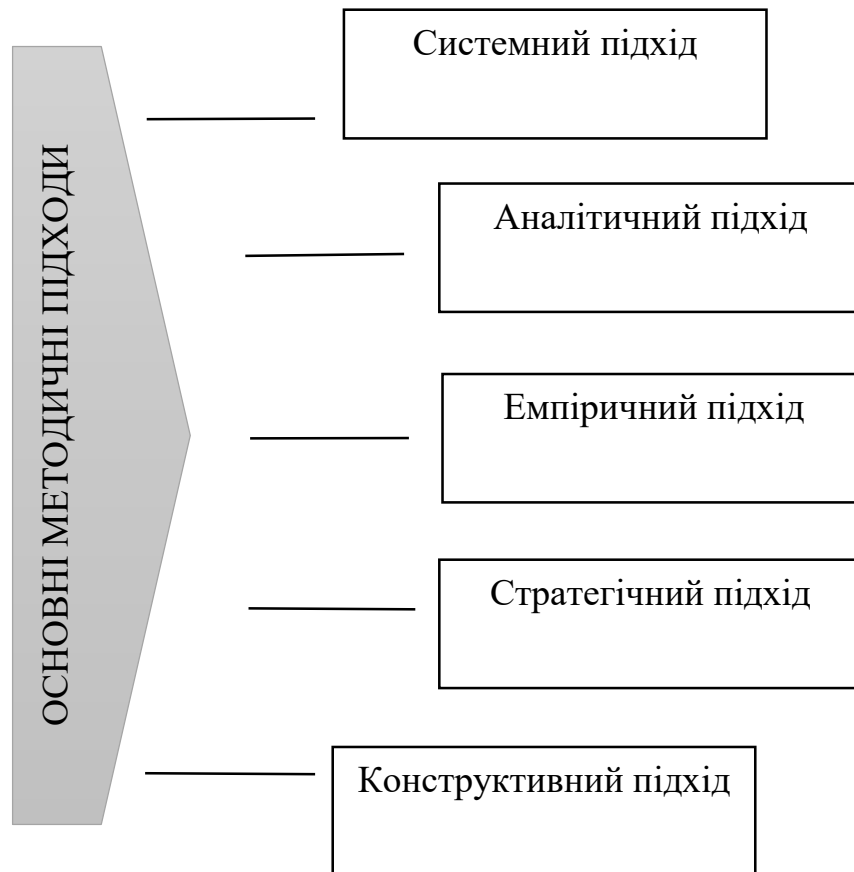 ОСНОВНІ МЕТОДИЧНІ ПІДХОДИ
Системний підхід
Аналітичний підхід
Емпіричний підхід
Стратегічний підхід
Конструктивний підхід